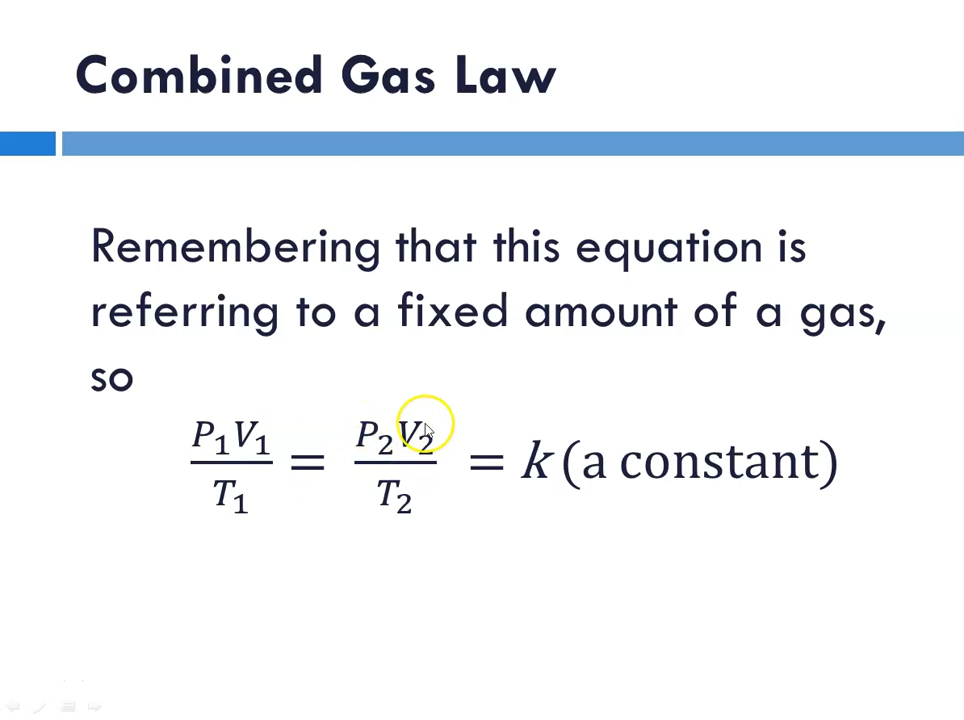 Combined Gas Law
Remembering that this equation is
referring to a fixed amount of a gas,
so
P₁V₁/T₁ = P₂V₂/T₂ = k (a constant)